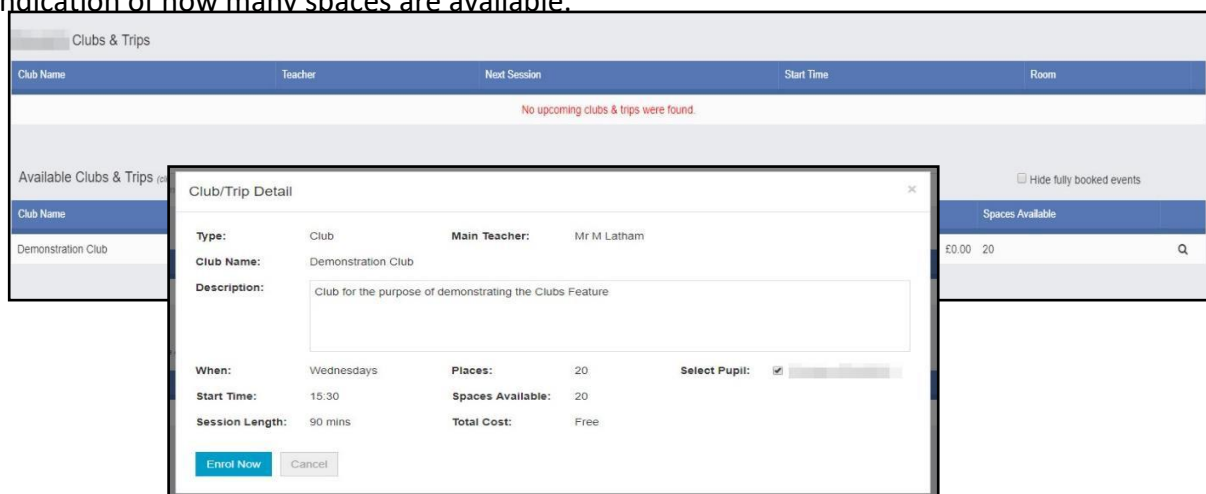 ndication of how many spaces are available.
Clubs & Trips
Club Name Teacher Next Session Start Time Room
No upcoming clubs & trips were found.
Available Clubs & Trips
Hide fully booked events
Club Name Spaces Available
Demonstration Club £0.00 20
Club/Trip Detail ×
Type: Club Main Teacher: Mr M Latham
Club Name: Demonstration Club
Description: Club for the purpose of demonstrating the Clubs Feature
When: Wednesdays Places: 20 Select Pupil:
Start Time: 15:30 Spaces Available: 20
Session Length: 90 mins Total Cost: Free
Enrol Now Cancel